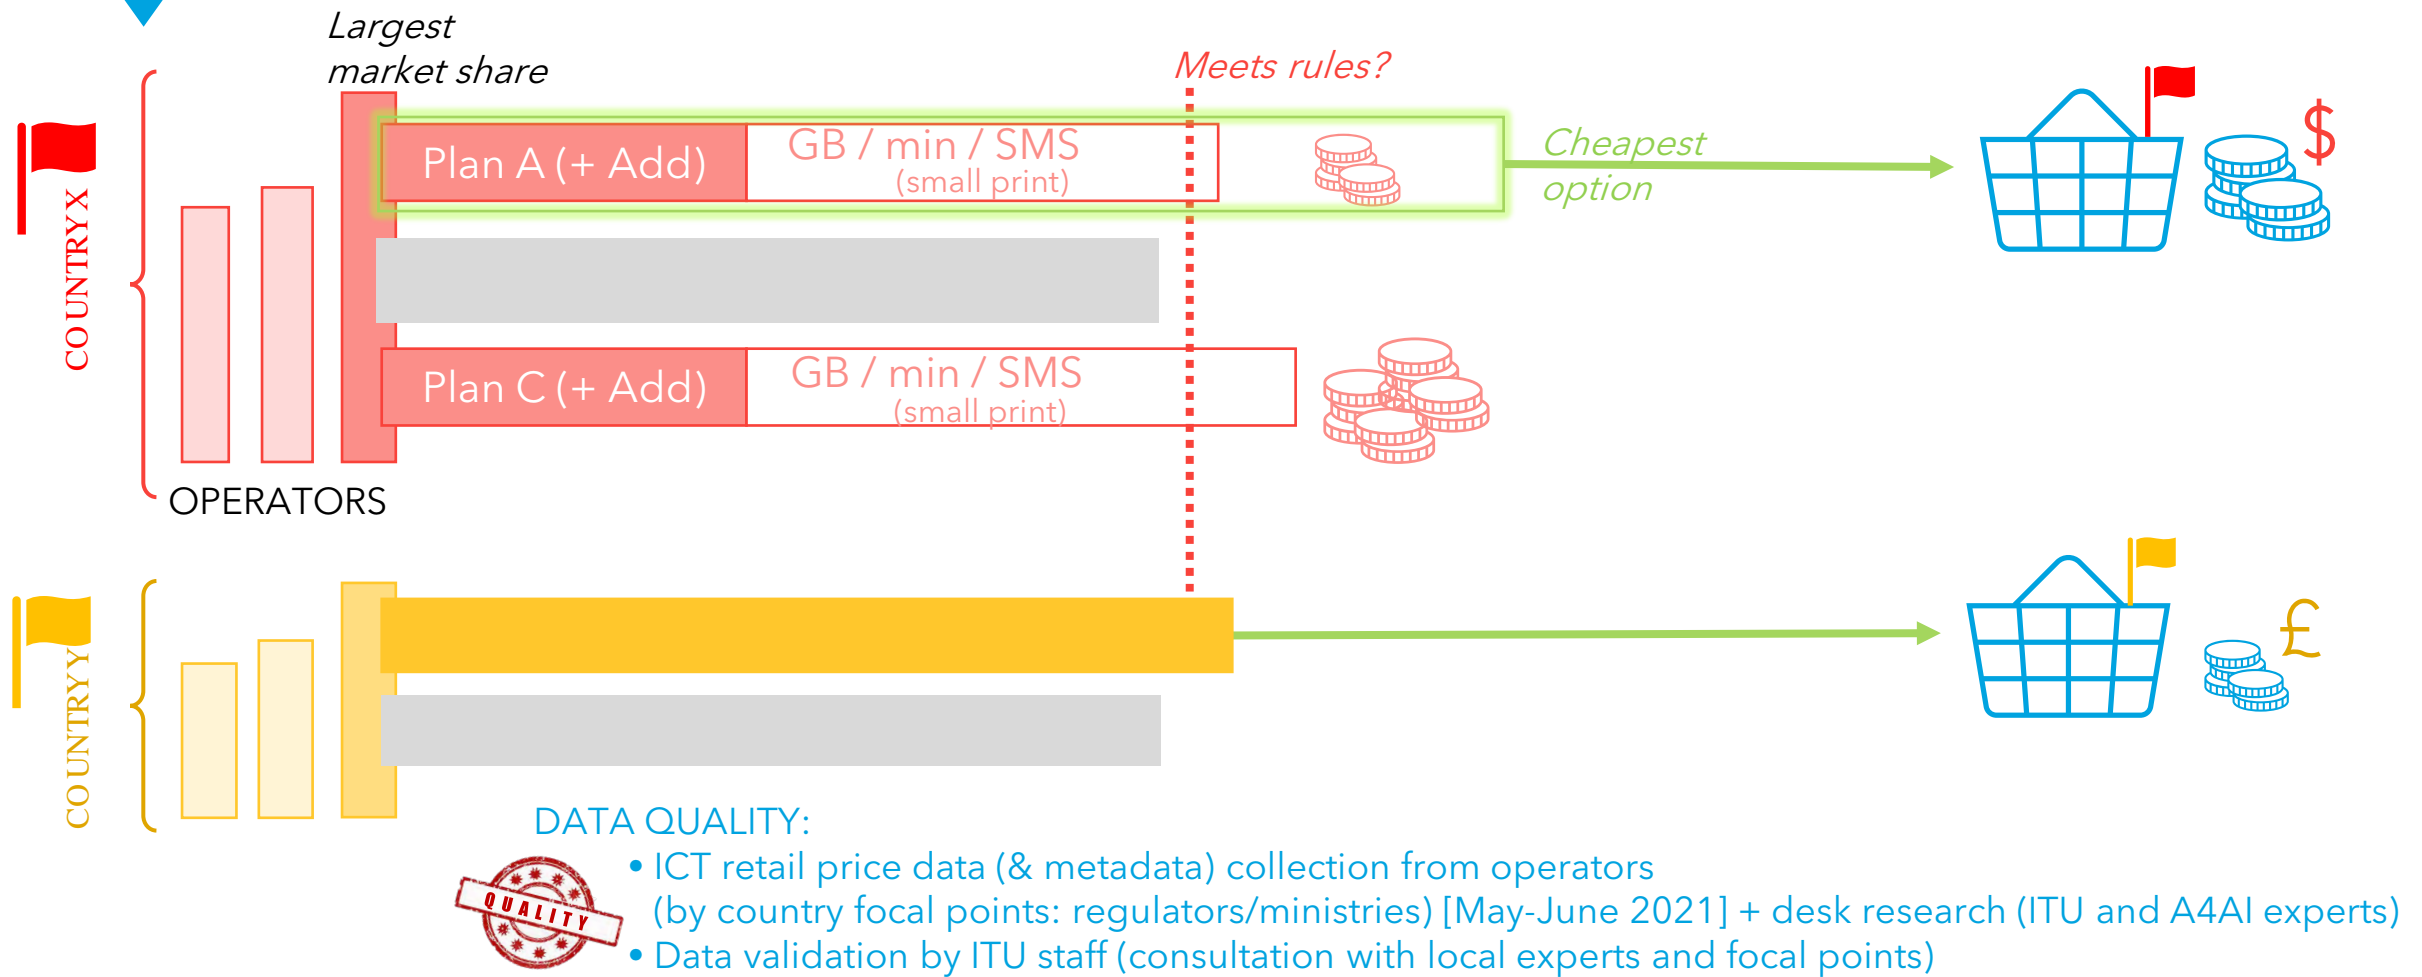 Largest
market share
Meets rules?
COUNTRY X
Plan A (+ Add)
GB / min / SMS
(small print)
Cheapest
option
$
Plan C (+ Add)
GB / min / SMS
(small print)
OPERATORS
COUNTRY Y
£
DATA QUALITY:
• ICT retail price data (& metadata) collection from operators
(by country focal points: regulators/ministries) [May-June 2021] + desk research (ITU and A4AI experts)
• Data validation by ITU staff (consultation with local experts and focal points)
QUALITY